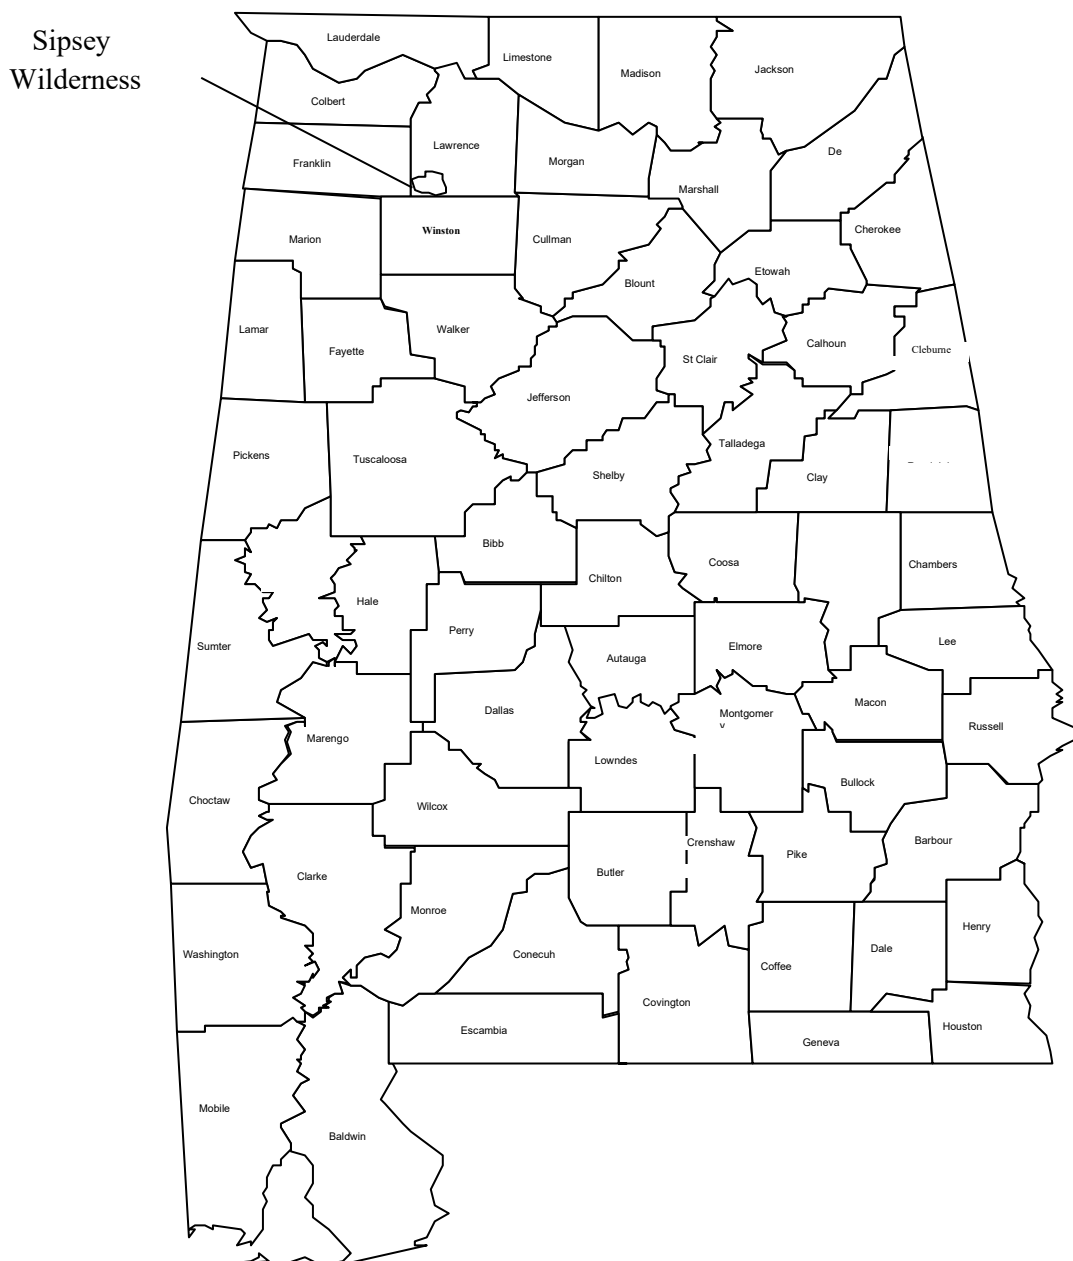 Sipsey
Wilderness
Lauderdale
Limestone
Madison
Jackson
Colbert
Lawrence
Franklin
Morgan
De
Marshall
Marion
Winston
Cullman
Cherokee
Etowah
Blount
Lamar
Walker
Fayette
St Clair
Calhoun
Cleburne
Jefferson
Talladega
Pickens
Tuscaloosa
Shelby
Clay
Bibb
Coosa
Chambers
Chilton
Hale
Perry
Sumter
Autauga
Elmore
Lee
Dallas
Macon
Montgomer
y
Marengo
Russell
Lowndes
Bullock
Choctaw
Wilcox
Crenshaw
Barbour
Pike
Butler
Clarke
Monroe
Henry
Washington
Conecuh
Dale
Coffee
Covington
Escambia
Geneva
Houston
Mobile
Baldwin